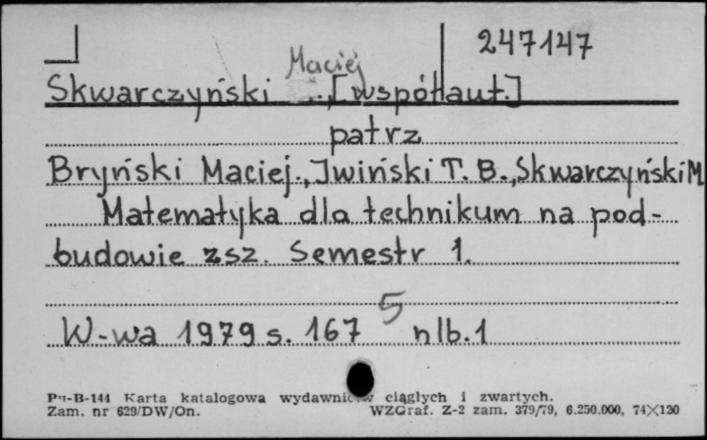 247147
Maciej
Skwarczyński ..,[współaut.]
patrz
Bryński Maciej., Iwiński T. B., Skwarczyński M
Matematyka dla technikum na pod-
budowie zsz. Semestr 1.
5
W-wa 1979 s. 167 nlb.1
Pu-B-144 Karta katalogowa wydawnictw ciągłych i zwartych.
Zam. nr 629/DW/On. WZGraf. Z-2 zam. 379/79, 6.250.000, 74×120